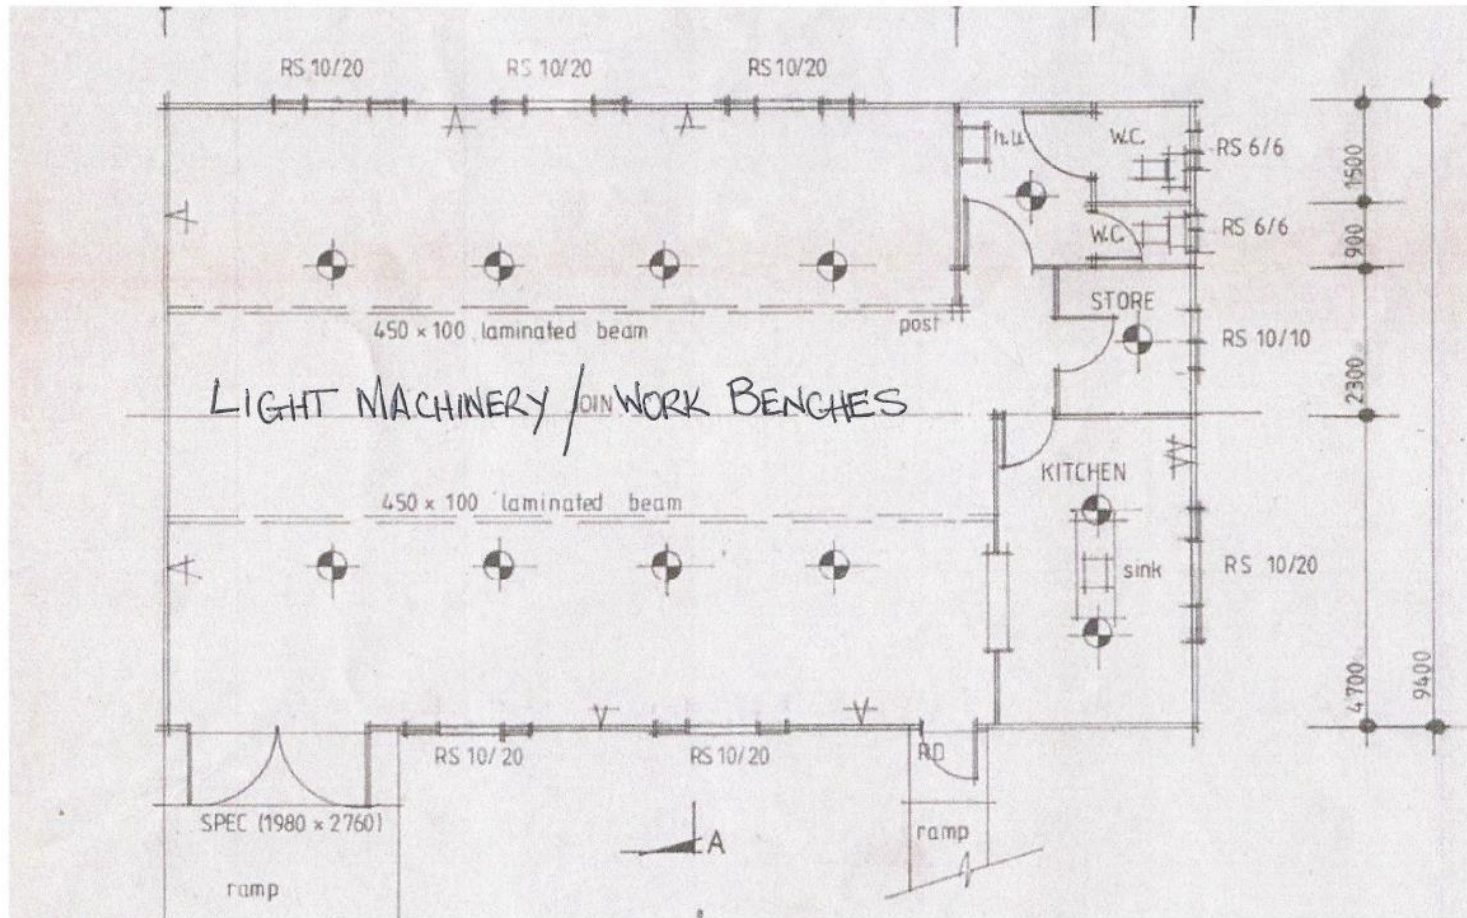 RS 10/20
RS 10/20
RS 10/20
h.u
W.C.
RS 6/6
1500
W.C.
RS 6/6
900
STORE
450 × 100 laminated beam
post
RS 10/10
LIGHT MACHINERY / WORK BENCHES
OIN
2300
KITCHEN
450 × 100 laminated beam
sink
RS 10/20
4700
9400
RS 10/20
RS 10/20
SPEC (1980 × 2760)
A
ramp
ramp